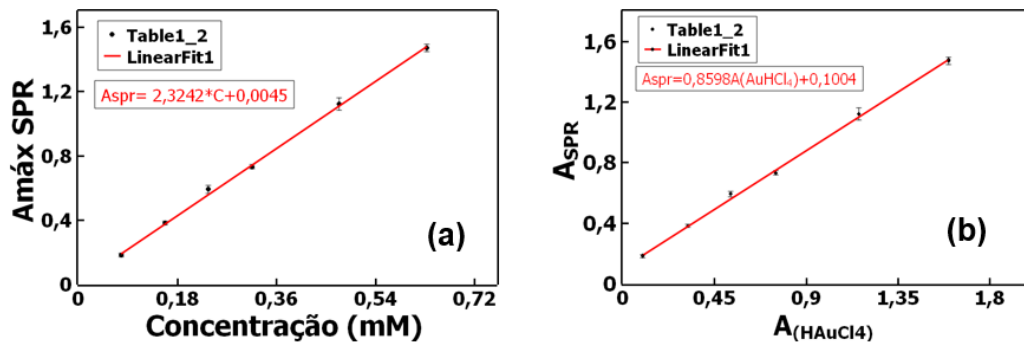 1,6
1,2
0,8
0,4
0
Amáx SPR
Table1_2
LinearFit1
Aspr= 2,3242*C+0,0045
(a)
0
0,18
0,36
0,54
0,72
Concentração (mM)
1,6
1,2
0,8
0,4
0
A_SPR
Table1_2
LinearFit1
Aspr=0,8598A(AuHCl₄)+0,1004
(b)
0
0,45
0,9
1,35
1,8
A(HAuCl4)